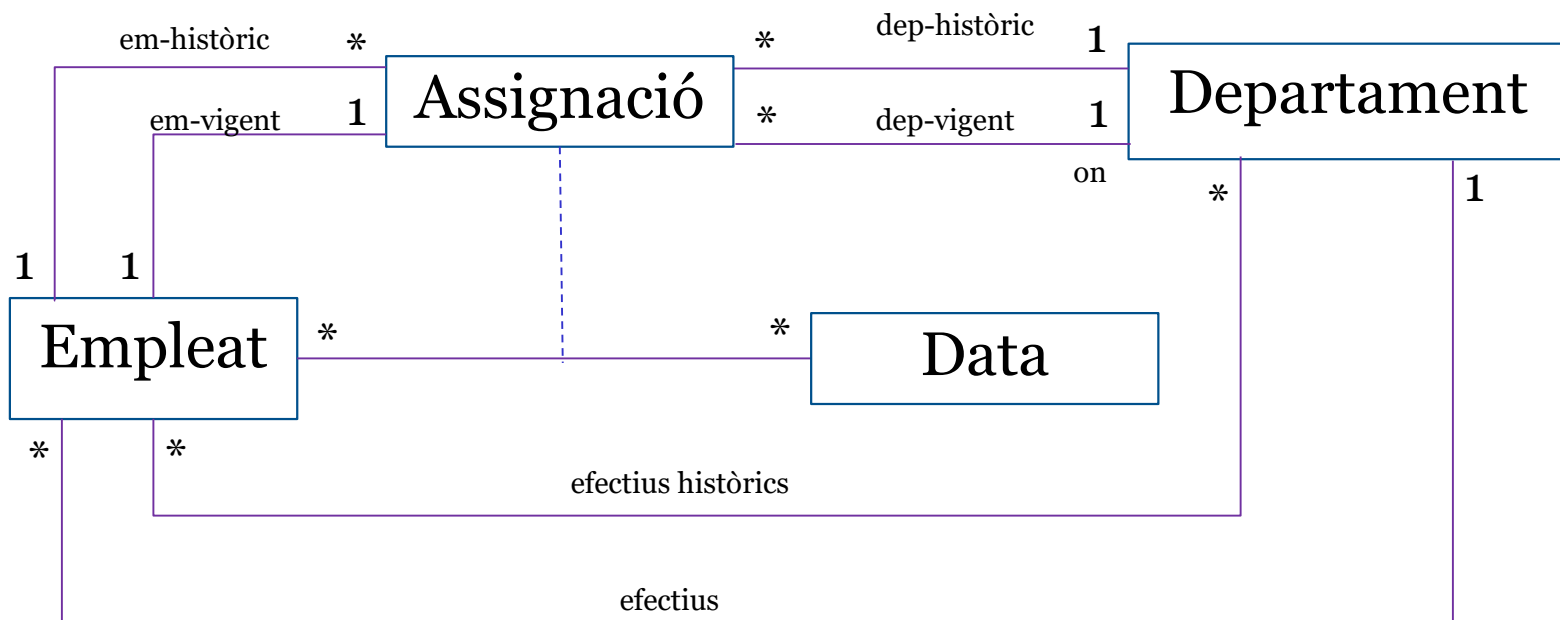 em-històric
*
*
dep-històric
1
Assignació
Departament
em-vigent
1
*
dep-vigent
1
on
*
1
1
1
Empleat
*
*
Data
*
*
efectius històrics
efectius